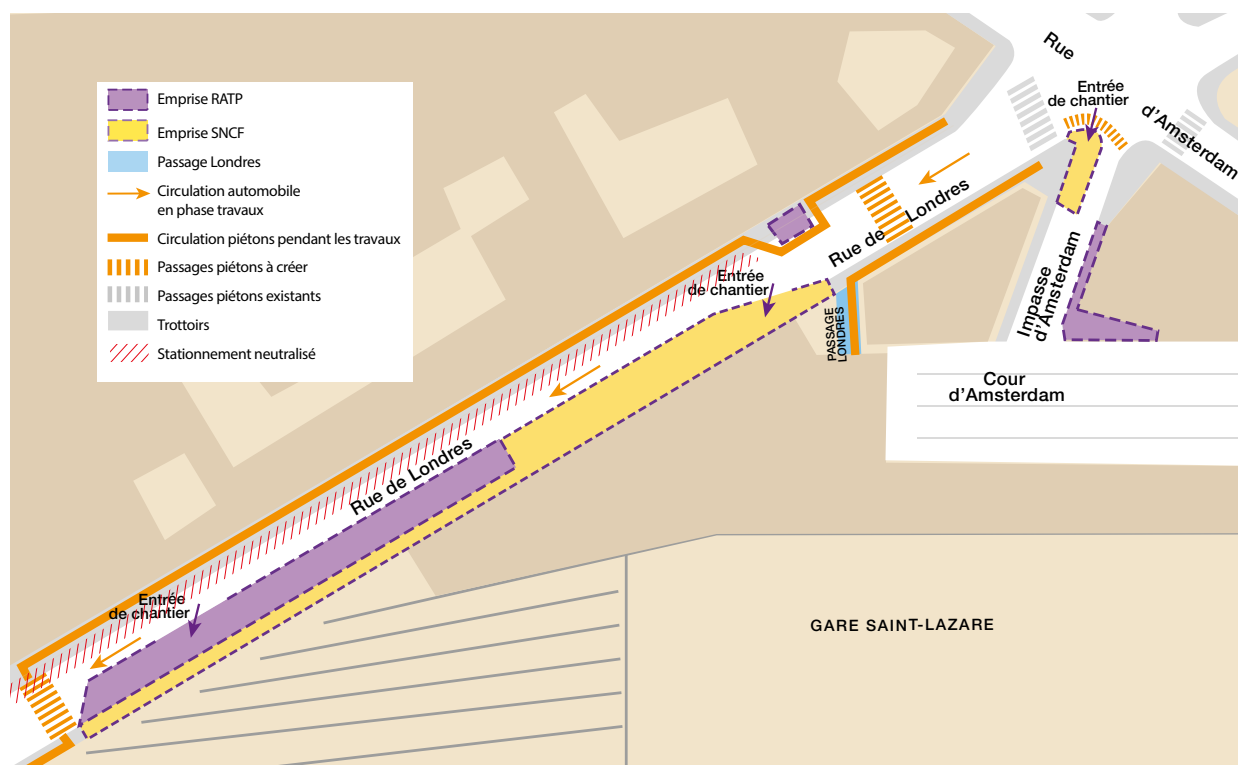 Emprise RATP
Emprise SNCF
Passage Londres
Circulation automobile
en phase travaux
Circulation piétons pendant les travaux
Passages piétons à créer
Passages piétons existants
Trottoirs
Stationnement neutralisé
Rue
d'Amsterdam
Entrée
de chantier
Rue de Londres
Entrée
de chantier
PASSAGE
LONDRES
Impasse
d'Amsterdam
Cour
d'Amsterdam
Rue de Londres
Entrée
de chantier
GARE SAINT-LAZARE